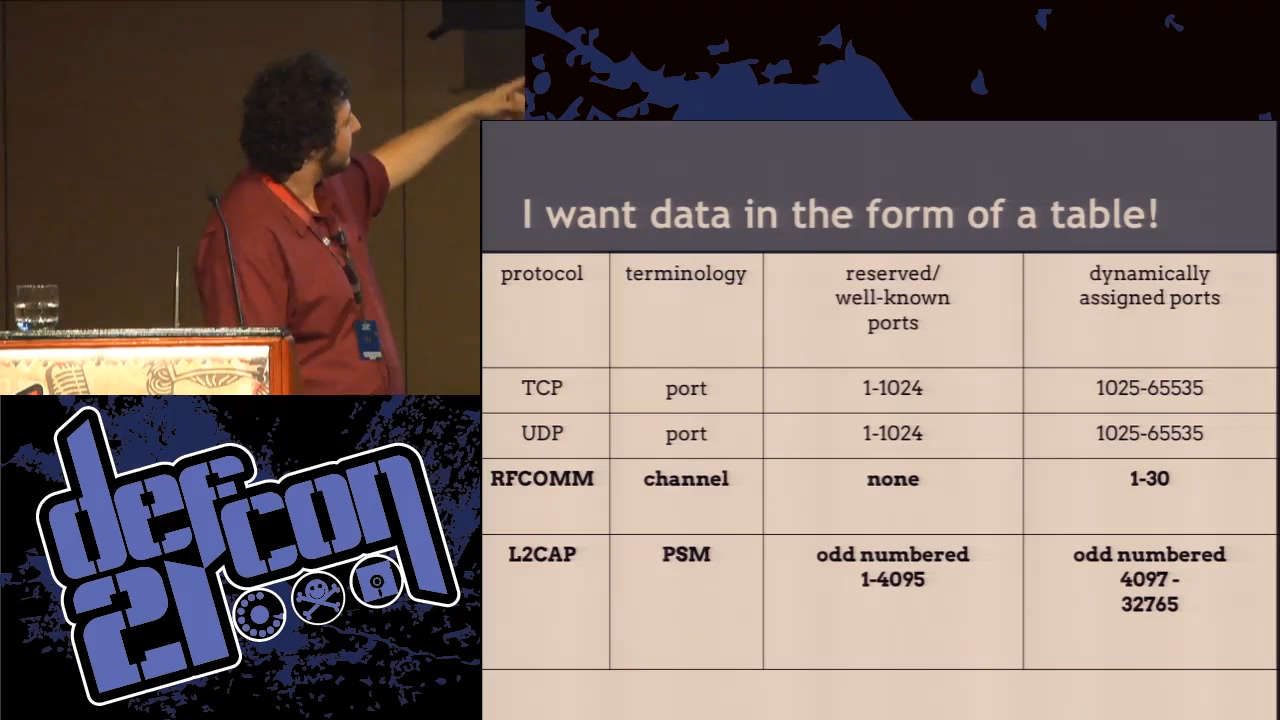 I want data in the form of a table!
protocol terminology reserved/ dynamically
well-known assigned ports
ports
TCP port 1-1024 1025-65535
UDP port 1-1024 1025-65535
RFCOMM channel none 1-30
L2CAP PSM odd numbered odd numbered
1-4095 4097 -
32765
defcon
21